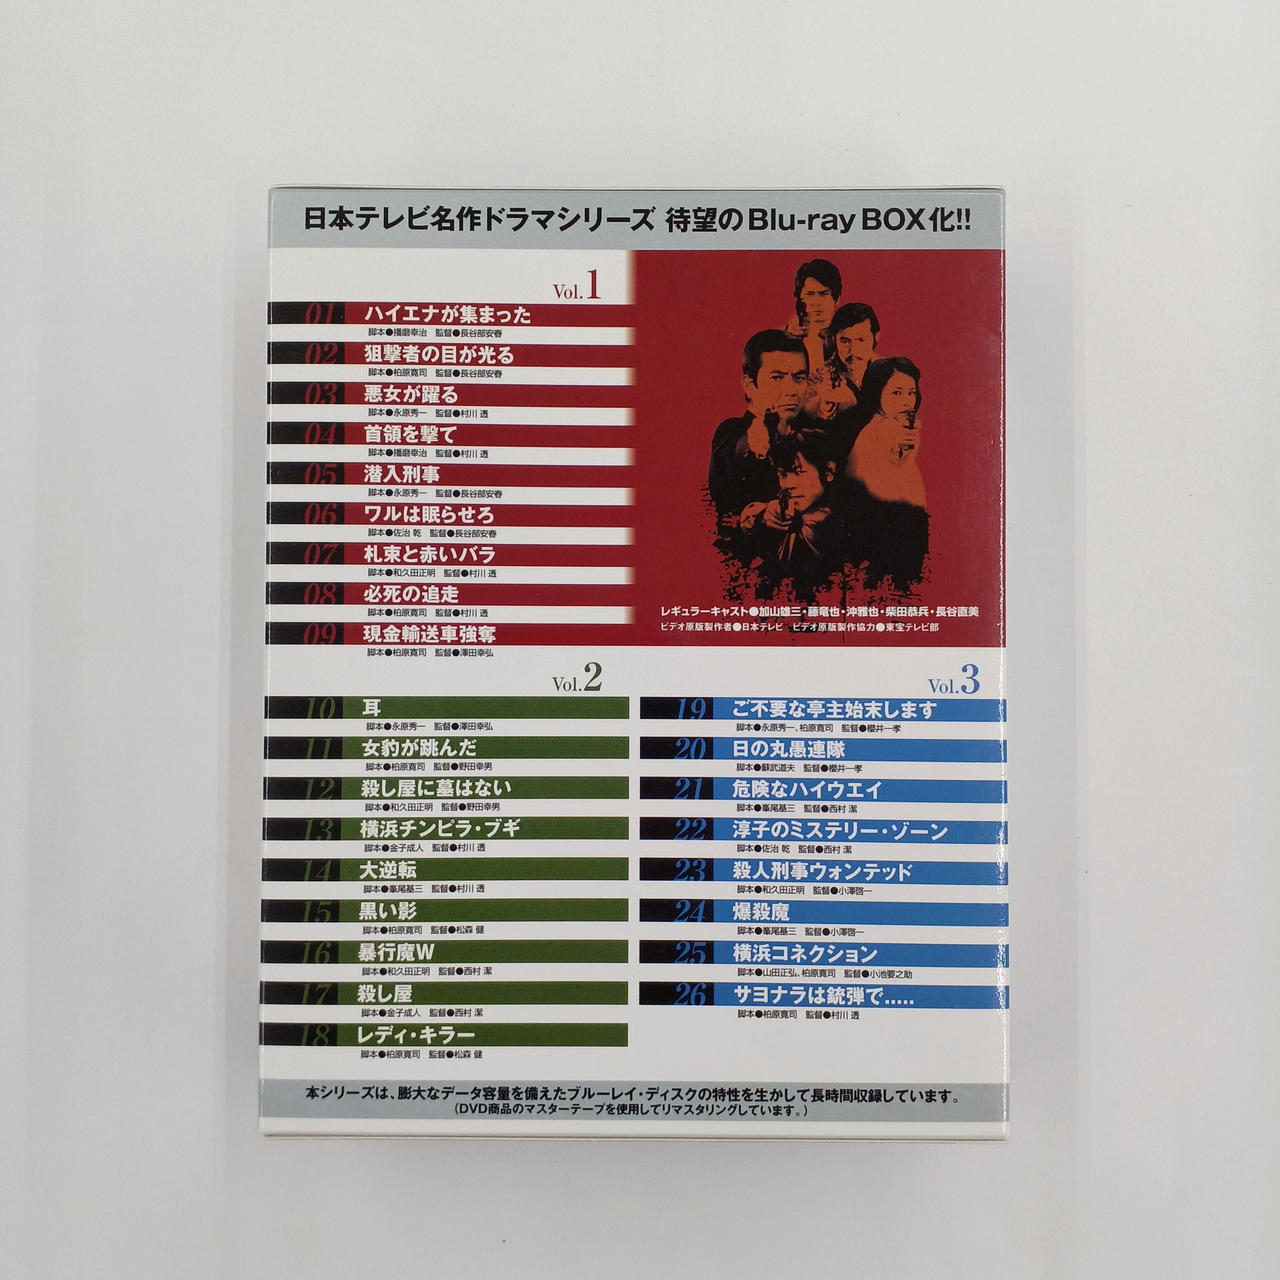 日本テレビ名作ドラマシリーズ 待望のBlu-ray BOX化!!
Vol.1
01 ハイエナが集まった
脚本●播磨幸治 監督●長谷部安春
02 狙撃者の目が光る
脚本●柏原寛司 監督●長谷部安春
03 悪女が躍る
脚本●永原秀一 監督●村川 透
04 首領を撃て
脚本●播磨幸治 監督●村川 透
05 潜入刑事
脚本●永原秀一 監督●長谷部安春
06 ワルは眠らせろ
脚本●佐治 乾 監督●長谷部安春
07 札束と赤いバラ
脚本●和久田正明 監督●村川 透
08 必死の追走
脚本●柏原寛司 監督●村川 透
09 現金輸送車強奪
脚本●柏原寛司 監督●澤田幸弘
レギュラーキャスト●加山雄三・藤竜也・沖雅也・柴田恭兵・長谷直美
ビデオ原版製作者●日本テレビ ビデオ原版製作協力●東宝テレビ部
Vol.2
10 耳
脚本●永原秀一 監督●澤田幸弘
11 女豹が跳んだ
脚本●柏原寛司 監督●野田幸男
12 殺し屋に墓はない
脚本●和久田正明 監督●野田幸男
13 横浜チンピラ・ブギ
脚本●金子成人 監督●村川 透
14 大逆転
脚本●峯尾基三 監督●村川 透
15 黒い影
脚本●柏原寛司 監督●松森 健
16 暴行魔W
脚本●和久田正明 監督●西村 潔
17 殺し屋
脚本●金子成人 監督●西村 潔
18 レディ・キラー
脚本●柏原寛司 監督●松森 健
Vol.3
19 ご不要な亭主始末します
脚本●永原秀一、柏原寛司 監督●櫻井一孝
20 日の丸愚連隊
脚本●蘇武道夫 監督●櫻井一孝
21 危険なハイウエイ
脚本●峯尾基三 監督●西村 潔
22 淳子のミステリー・ゾーン
脚本●佐治 乾 監督●西村 潔
23 殺人刑事ウォンテッド
脚本●和久田正明 監督●小澤啓一
24 爆殺魔
脚本●峯尾基三 監督●小澤啓一
25 横浜コネクション
脚本●山田正弘、柏原寛司 監督●小池要之助
26 サヨナラは銃弾で.....
脚本●柏原寛司 監督●村川 透
本シリーズは、膨大なデータ容量を備えたブルーレイ・ディスクの特性を生かして長時間収録しています。
（DVD商品のマスターテープを使用してリマスタリングしています。）